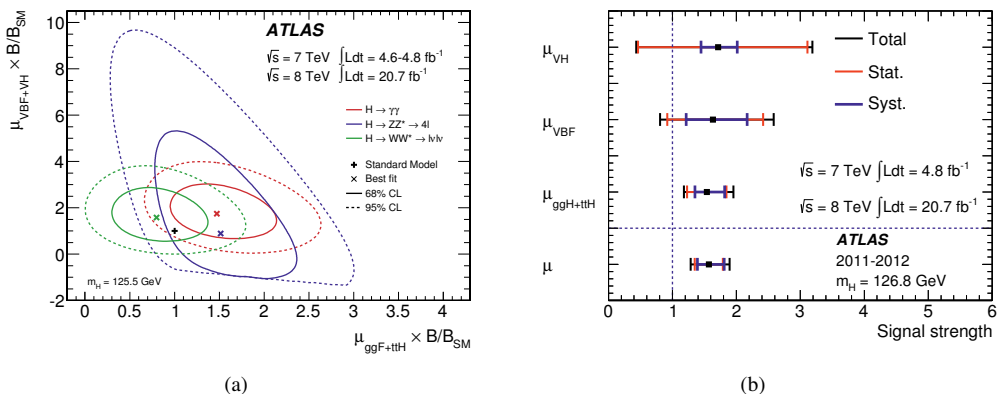 μ_VBF+VH × B/B_SM
10
8
6
4
2
0
-2
ATLAS
√s = 7 TeV ∫Ldt = 4.6-4.8 fb⁻¹
√s = 8 TeV ∫Ldt = 20.7 fb⁻¹
H → γγ
H → ZZ* → 4l
H → WW* → lνlν
Standard Model
Best fit
68% CL
95% CL
m_H = 125.5 GeV
0 0.5 1 1.5 2 2.5 3 3.5 4
μ_ggF+ttH × B/B_SM
(a)
μ_VH
μ_VBF
μ_ggH+ttH
μ
Total
Stat.
Syst.
√s = 7 TeV ∫Ldt = 4.8 fb⁻¹
√s = 8 TeV ∫Ldt = 20.7 fb⁻¹
ATLAS
2011-2012
m_H = 126.8 GeV
0 1 2 3 4 5 6
Signal strength
(b)